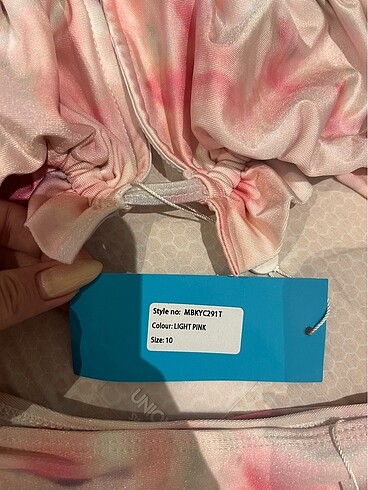 Style no: MBKYC291T
Colour: LIGHT PINK
Size: 10